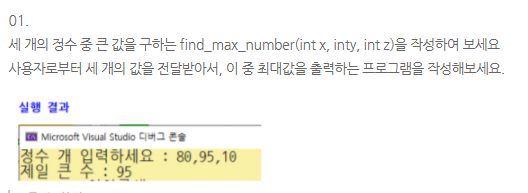 01.
세 개의 정수 중 큰 값을 구하는 find_max_number(int x, inty, int z)을 작성하여 보세요
사용자로부터 세 개의 값을 전달받아서, 이 중 최대값을 출력하는 프로그램을 작성해보세요.
실행 결과
Microsoft Visual Studio 디버그 콘솔
정수 개 입력하세요 : 80,95,10
제일 큰 수 : 95